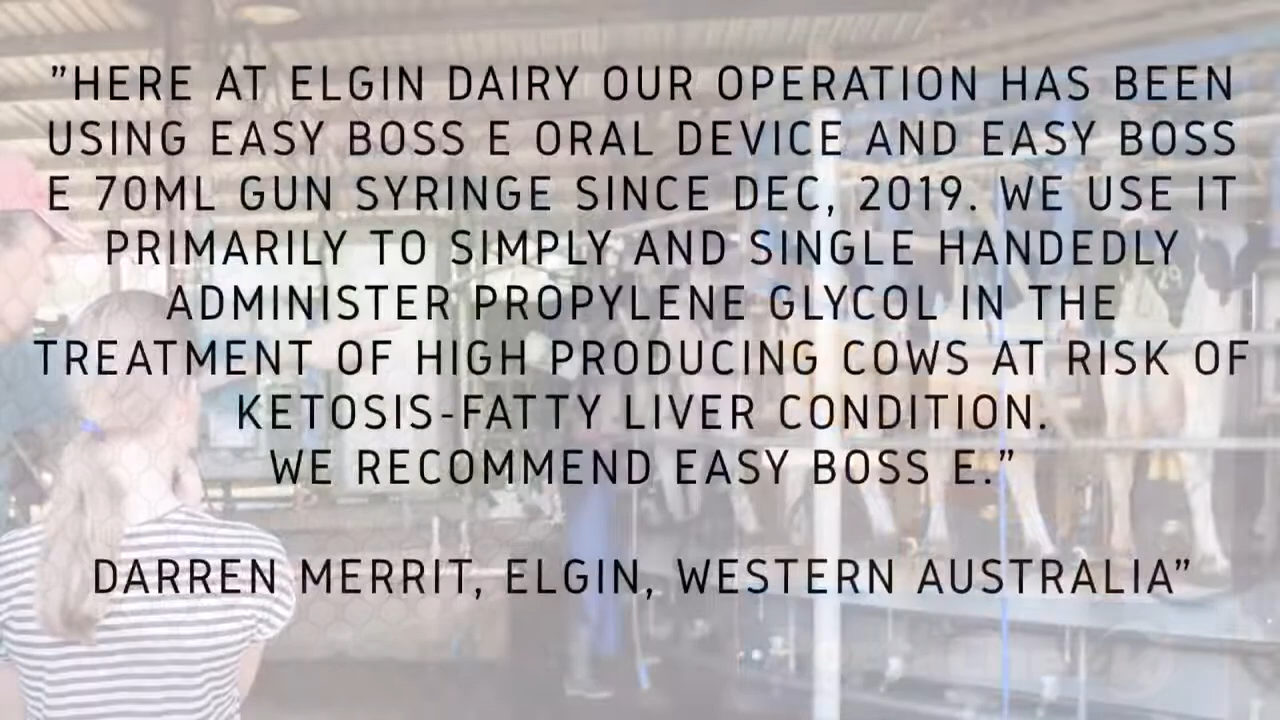 ”HERE AT ELGIN DAIRY OUR OPERATION HAS BEEN
USING EASY BOSS E ORAL DEVICE AND EASY BOSS
E 70ML GUN SYRINGE SINCE DEC, 2019. WE USE IT
PRIMARILY TO SIMPLY AND SINGLE HANDEDLY
ADMINISTER PROPYLENE GLYCOL IN THE
TREATMENT OF HIGH PRODUCING COWS AT RISK OF
KETOSIS-FATTY LIVER CONDITION.
WE RECOMMEND EASY BOSS E.”
DARREN MERRIT, ELGIN, WESTERN AUSTRALIA”